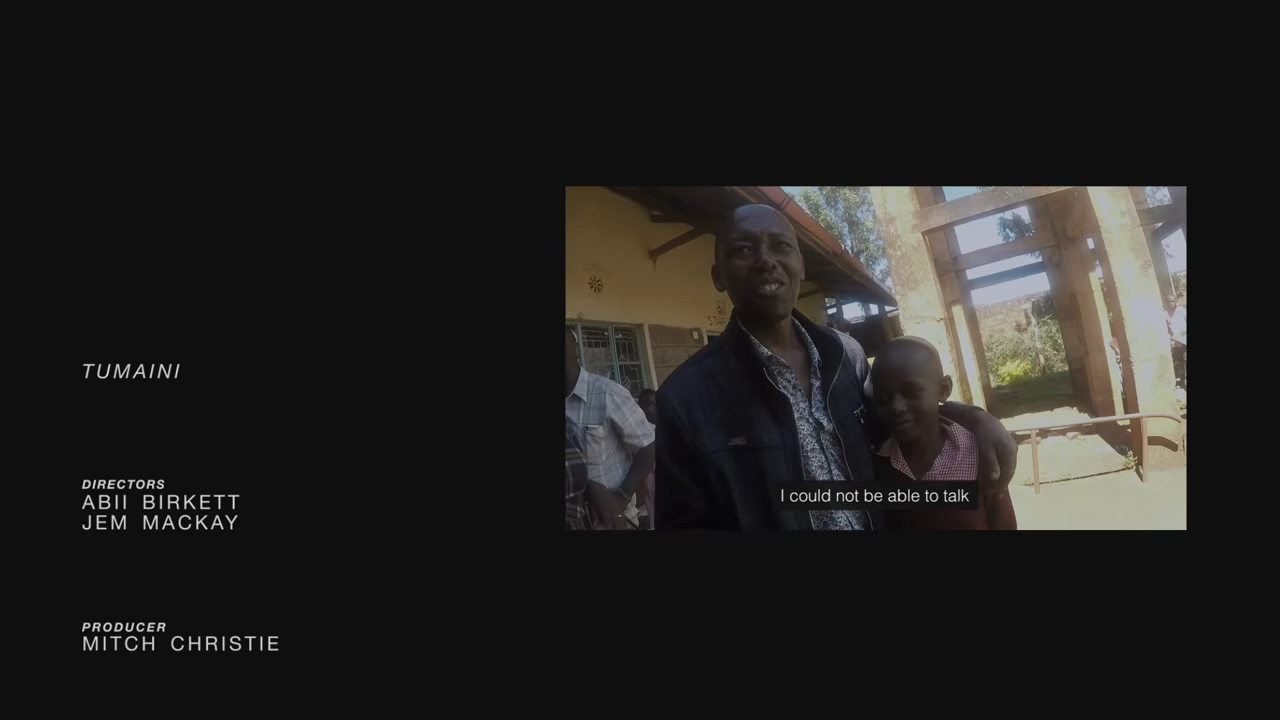 TUMAINI
DIRECTORS
ABII BIRKETT
JEM MACKAY
PRODUCER
MITCH CHRISTIE
I could not be able to talk